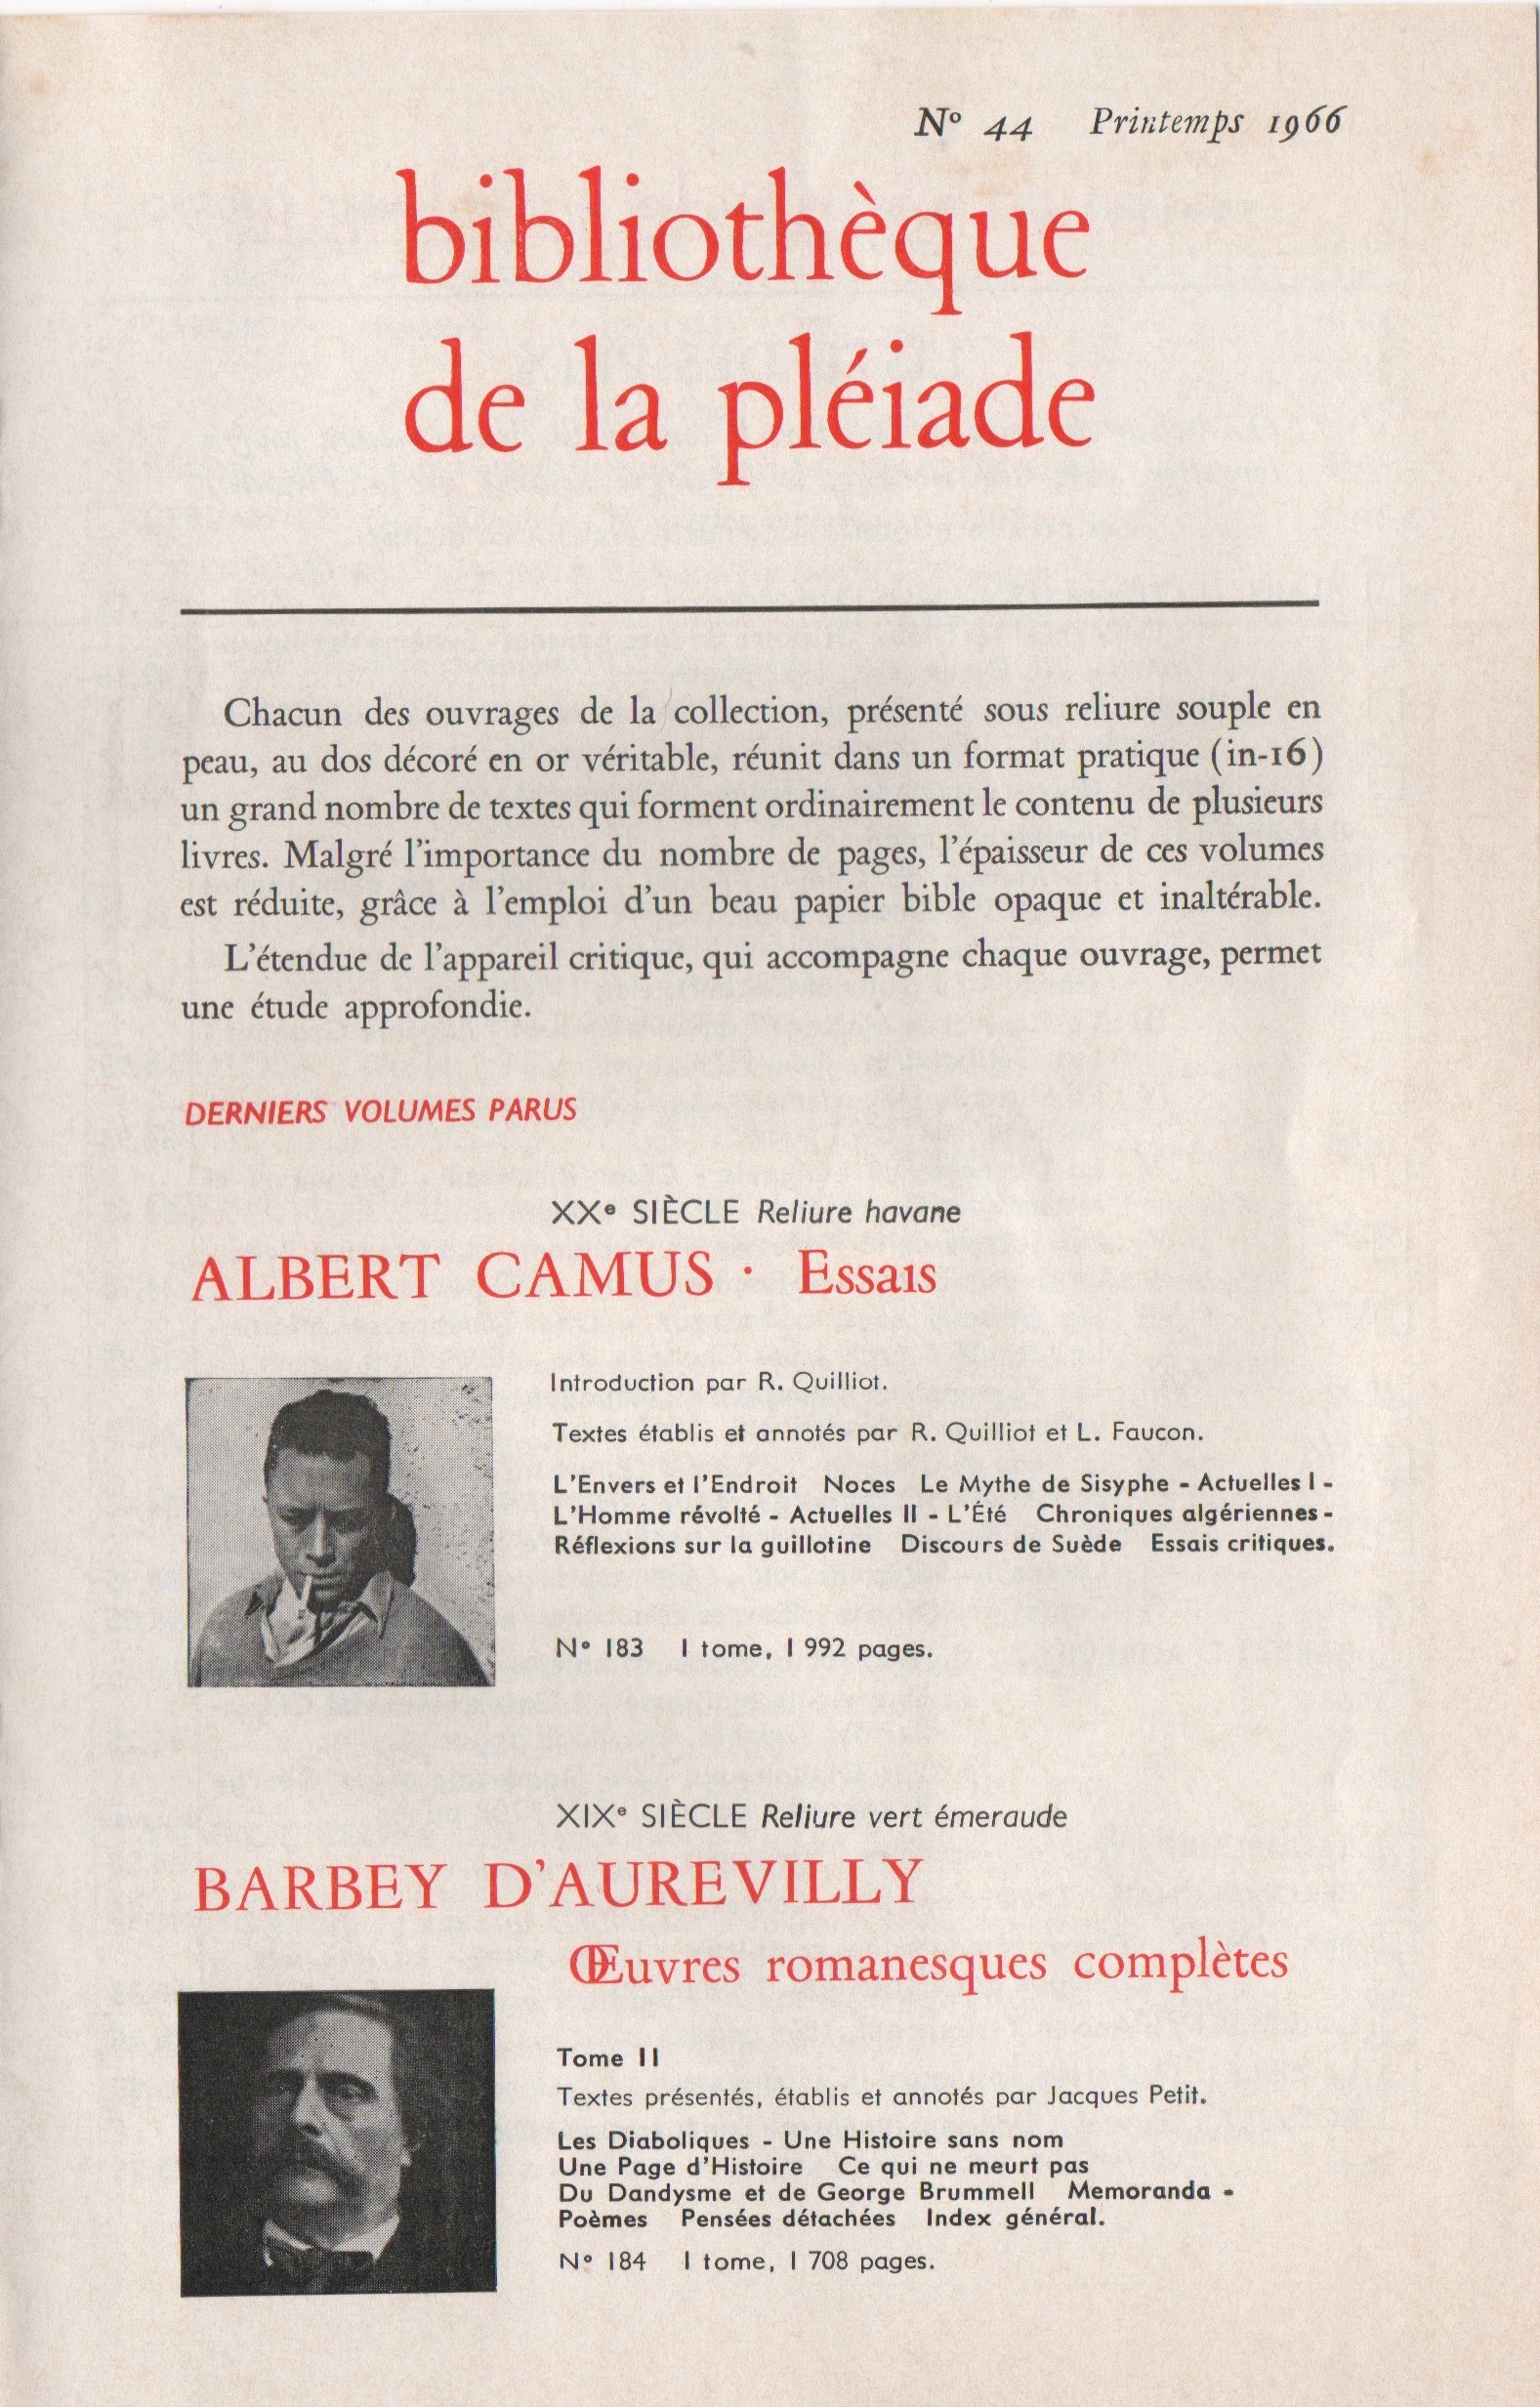 Nº 44 Printemps 1966
bibliothèque
de la pléiade
Chacun des ouvrages de la collection, présenté sous reliure souple en
peau, au dos décoré en or véritable, réunit dans un format pratique (in-16)
un grand nombre de textes qui forment ordinairement le contenu de plusieurs
livres. Malgré l'importance du nombre de pages, l'épaisseur de ces volumes
est réduite, grâce à l'emploi d'un beau papier bible opaque et inaltérable.
L'étendue de l'appareil critique, qui accompagne chaque ouvrage, permet
une étude approfondie.
DERNIERS VOLUMES PARUS
XXᵉ SIÈCLE Reliure havane
ALBERT CAMUS · Essais
Introduction par R. Quilliot.
Textes établis et annotés par R. Quilliot et L. Faucon.
L'Envers et l'Endroit Noces Le Mythe de Sisyphe - Actuelles I -
L'Homme révolté - Actuelles II - L'Été Chroniques algériennes -
Réflexions sur la guillotine Discours de Suède Essais critiques.
Nº 183 1 tome, 1 992 pages.
XIXᵉ SIÈCLE Reliure vert émeraude
BARBEY D'AUREVILLY
Œuvres romanesques complètes
Tome II
Textes présentés, établis et annotés par Jacques Petit.
Les Diaboliques - Une Histoire sans nom
Une Page d'Histoire Ce qui ne meurt pas
Du Dandysme et de George Brummell Memoranda -
Poèmes Pensées détachées Index général.
Nº 184 1 tome, 1 708 pages.